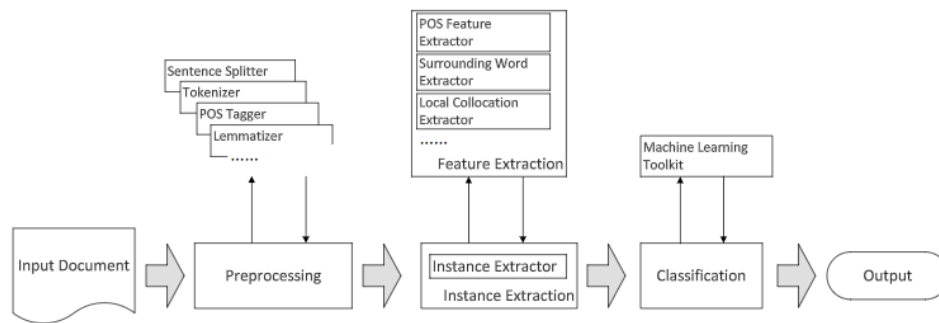 POS Feature
Extractor
Surrounding Word
Extractor
Local Collocation
Extractor
......
Feature Extraction
Sentence Splitter
Tokenizer
POS Tagger
Lemmatizer
......
Machine Learning
Toolkit
Input Document
Preprocessing
Instance Extractor
Instance Extraction
Classification
Output